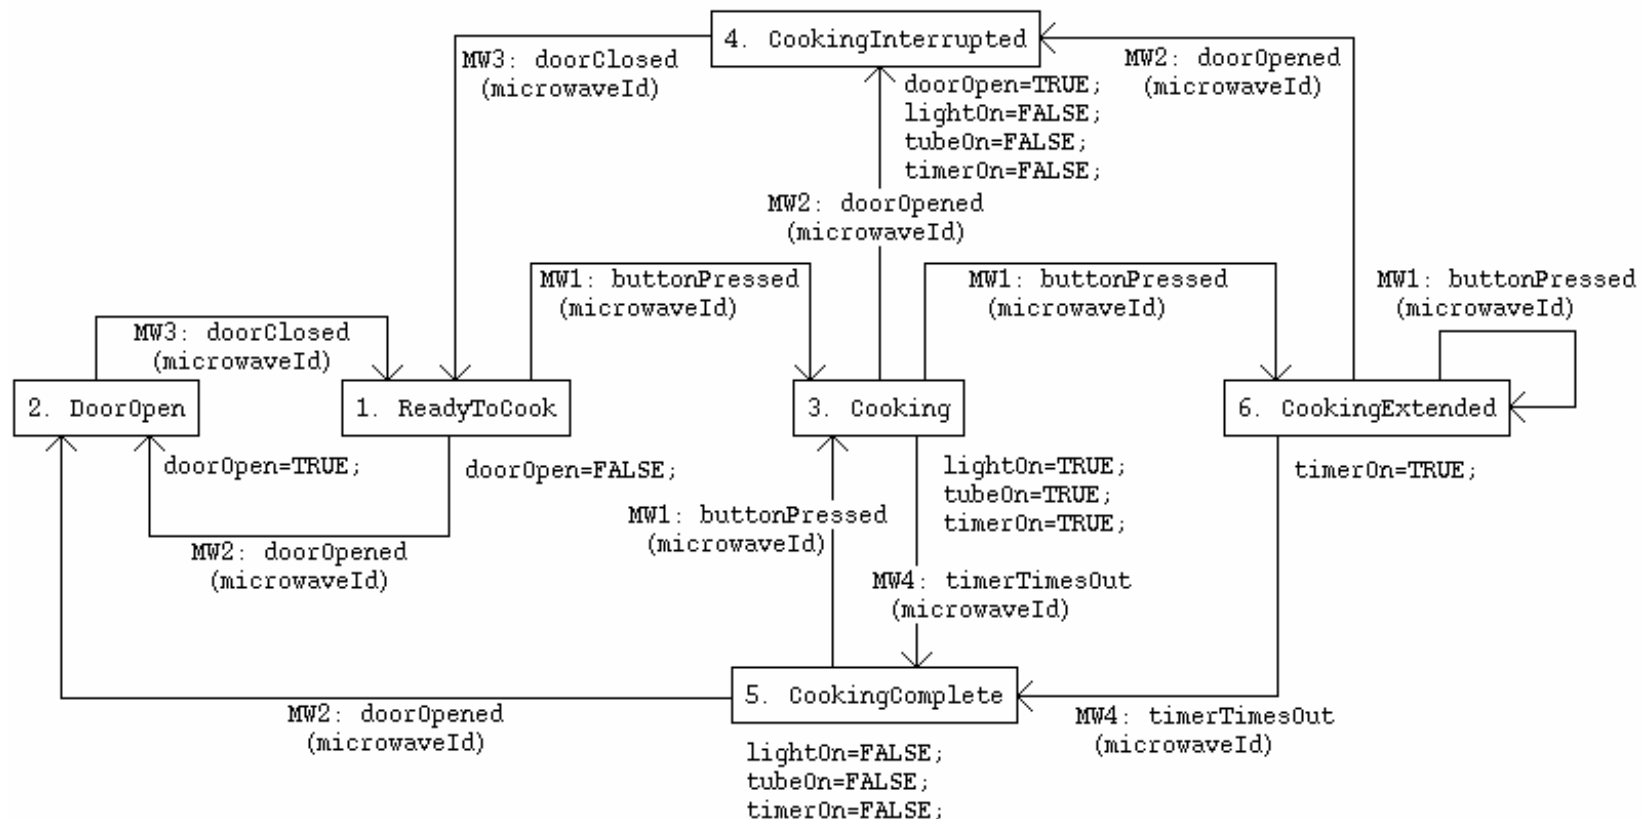 4. CookingInterrupted
MW3: doorClosed
(microwaveId)
MW2: doorOpened
(microwaveId)
doorOpen=TRUE;
lightOn=FALSE;
tubeOn=FALSE;
timerOn=FALSE;
MW2: doorOpened
(microwaveId)
MW1: buttonPressed
(microwaveId)
MW1: buttonPressed
(microwaveId)
MW1: buttonPressed
(microwaveId)
MW3: doorClosed
(microwaveId)
2. DoorOpen
1. ReadyToCook
3. Cooking
6. CookingExtended
doorOpen=TRUE;
doorOpen=FALSE;
lightOn=TRUE;
tubeOn=TRUE;
timerOn=TRUE;
timerOn=TRUE;
MW1: buttonPressed
(microwaveId)
MW2: doorOpened
(microwaveId)
MW4: timerTimesOut
(microwaveId)
5. CookingComplete
MW2: doorOpened
(microwaveId)
MW4: timerTimesOut
(microwaveId)
lightOn=FALSE;
tubeOn=FALSE;
timerOn=FALSE;